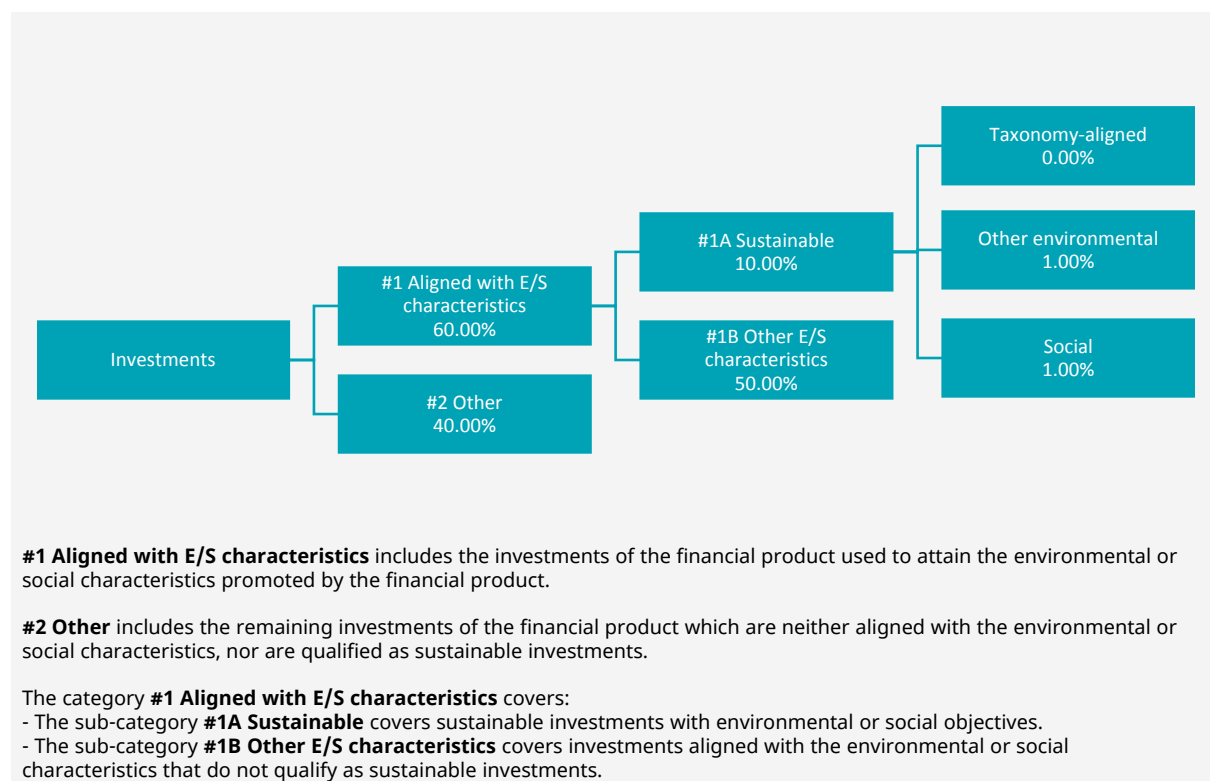 Taxonomy-aligned
0.00%
#1A Sustainable
10.00%
Other environmental
1.00%
#1 Aligned with E/S
characteristics
60.00%
Investments
#1B Other E/S
characteristics
50.00%
Social
1.00%
#2 Other
40.00%
#1 Aligned with E/S characteristics includes the investments of the financial product used to attain the environmental or
social characteristics promoted by the financial product.
#2 Other includes the remaining investments of the financial product which are neither aligned with the environmental or
social characteristics, nor are qualified as sustainable investments.
The category #1 Aligned with E/S characteristics covers:
- The sub-category #1A Sustainable covers sustainable investments with environmental or social objectives.
- The sub-category #1B Other E/S characteristics covers investments aligned with the environmental or social
characteristics that do not qualify as sustainable investments.